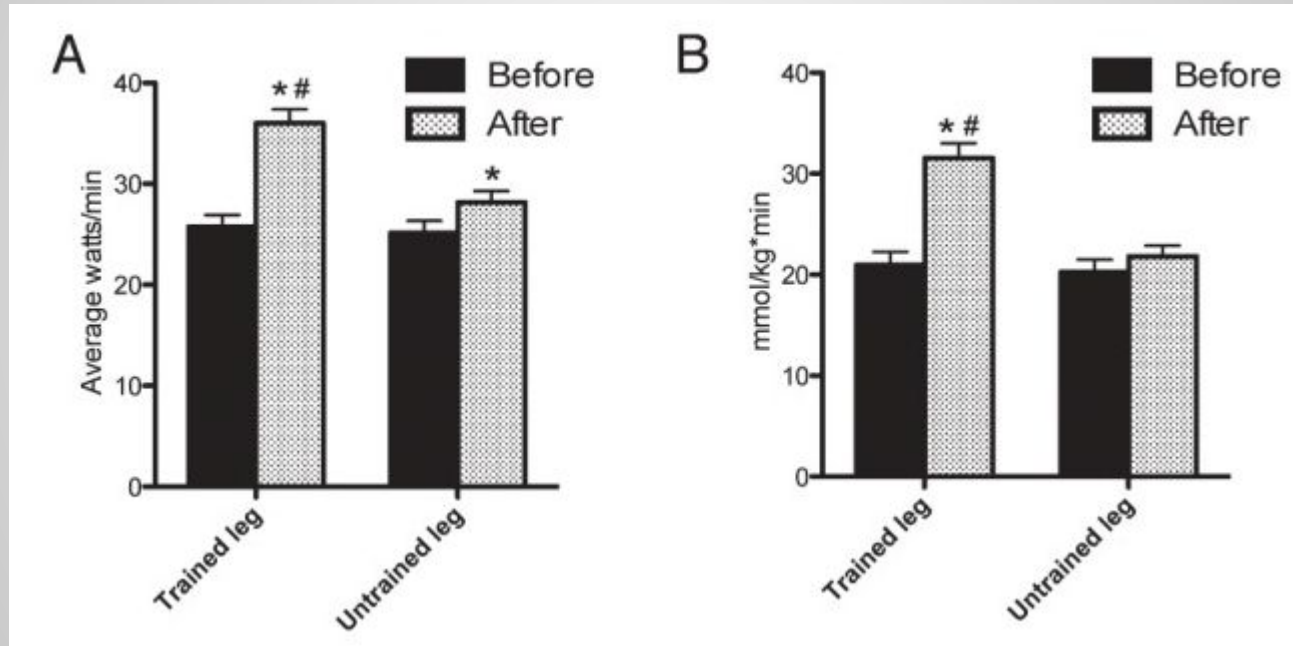 A
Before
After
40
30
20
10
0
Average watts/min
* #
*
Trained leg
Untrained leg
B
Before
After
40
30
20
10
0
mmol/kg*min
* #
Trained leg
Untrained leg